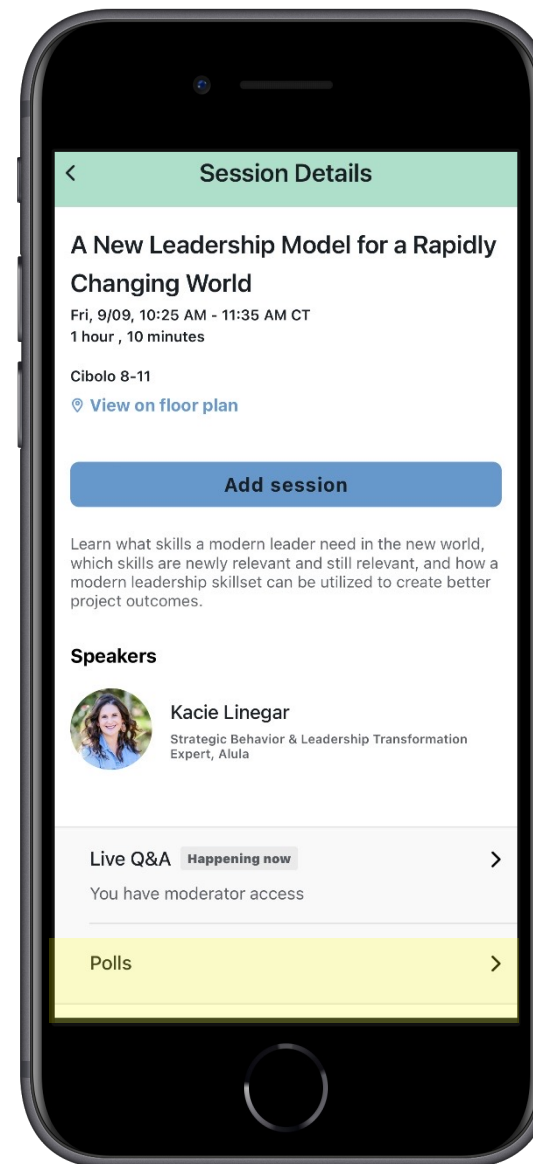 Session Details
A New Leadership Model for a Rapidly
Changing World
Fri, 9/09, 10:25 AM - 11:35 AM CT
1 hour , 10 minutes
Cibolo 8-11
View on floor plan
Add session
Learn what skills a modern leader need in the new world,
which skills are newly relevant and still relevant, and how a
modern leadership skillset can be utilized to create better
project outcomes.
Speakers
Kacie Linegar
Strategic Behavior & Leadership Transformation
Expert, Alula
Live Q&A Happening now
You have moderator access
Polls